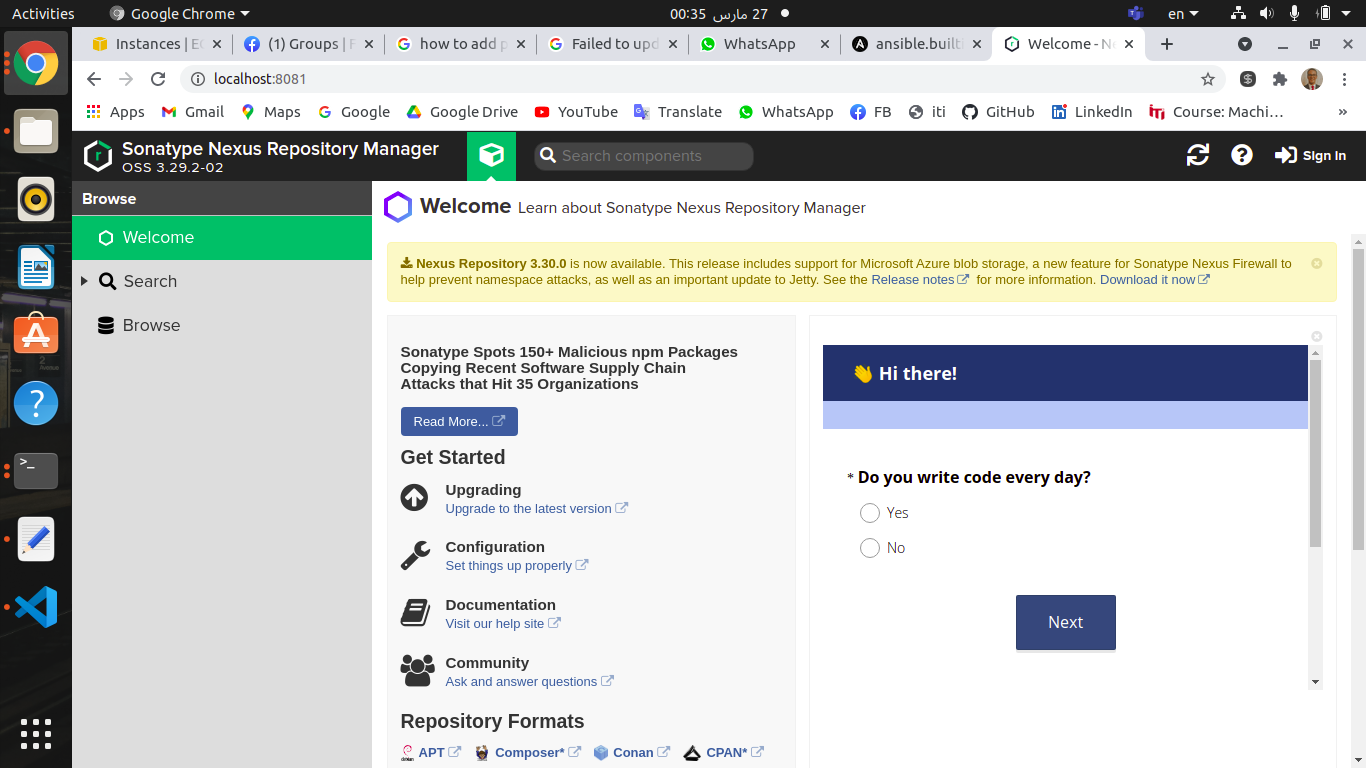 Activities
Google Chrome
27 مارس 00:35
en
Instances | E
(1) Groups | F
how to add p
Failed to upd
WhatsApp
ansible.builti
Welcome - N
localhost:8081
Apps
Gmail
Maps
Google
Google Drive
YouTube
Translate
WhatsApp
FB
iti
GitHub
LinkedIn
Course: Machi…
»
Sonatype Nexus Repository Manager
OSS 3.29.2-02
Search components
Sign In
Browse
Welcome
Search
Browse
Welcome Learn about Sonatype Nexus Repository Manager
Nexus Repository 3.30.0 is now available. This release includes support for Microsoft Azure blob storage, a new feature for Sonatype Nexus Firewall to
help prevent namespace attacks, as well as an important update to Jetty. See the Release notes for more information. Download it now
Sonatype Spots 150+ Malicious npm Packages
Copying Recent Software Supply Chain
Attacks that Hit 35 Organizations
Read More...
Get Started
Upgrading
Upgrade to the latest version
Configuration
Set things up properly
Documentation
Visit our help site
Community
Ask and answer questions
Repository Formats
APT
Composer*
Conan
CPAN*
👋 Hi there!
* Do you write code every day?
Yes
No
Next